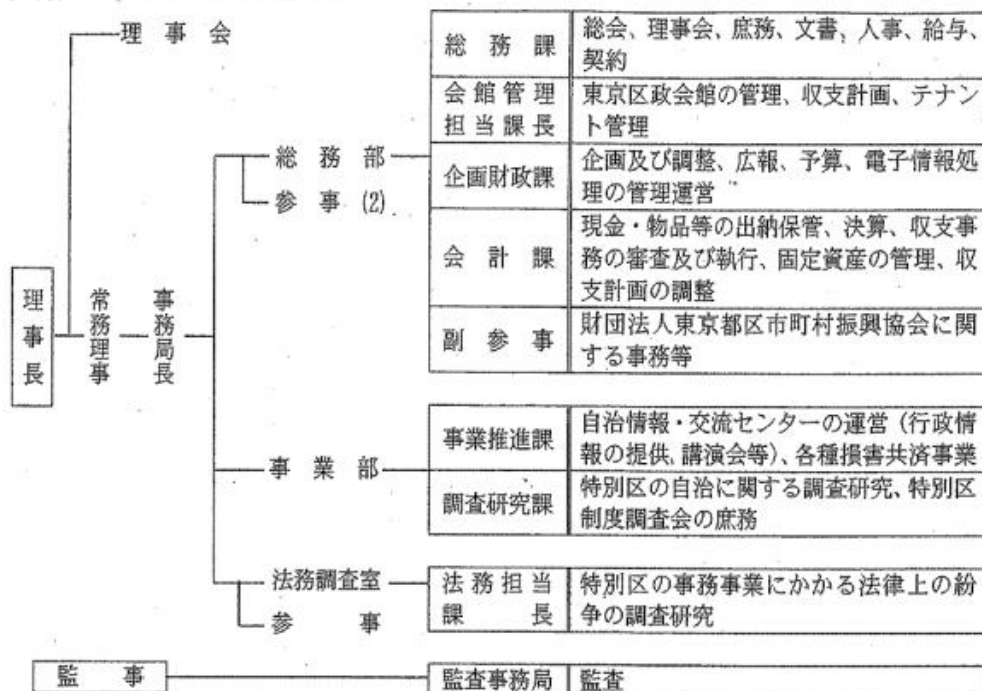 理事会
総務課
総会、理事会、庶務、文書、人事、給与、
契約
会館管理
担当課長
東京区政会館の管理、収支計画、テナン
ト管理
総務部
参事(2)
企画財政課
企画及び調整、広報、予算、電子情報処
理の管理運営
会計課
現金・物品等の出納保管、決算、収支事
務の審査及び執行、固定資産の管理、収
支計画の調整
理事長
常務理事
事務局長
副参事
財団法人東京都区市町村振興協会に関
する事務等
事業部
事業推進課
自治情報・交流センターの運営(行政情
報の提供、講演会等)、各種損害共済事業
調査研究課
特別区の自治に関する調査研究、特別区
制度調査会の庶務
法務調査室
参事
法務担当
課長
特別区の事務事業にかかる法律上の紛
争の調査研究
監事
監査事務局
監査